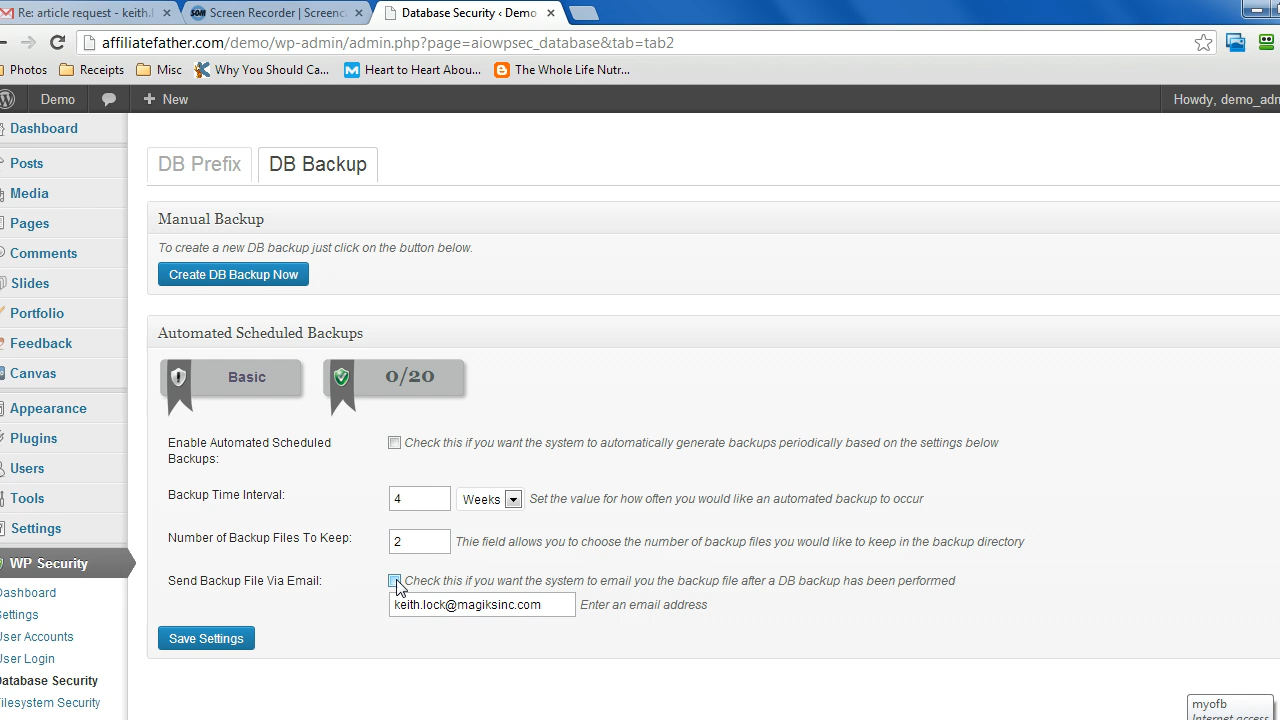 Re: article request - keith.l
Screen Recorder | Screenc
Database Security ‹ Demo
affiliatefather.com/demo/wp-admin/admin.php?page=aiowpsec_database&tab=tab2
Photos
Receipts
Misc
Why You Should Ca...
Heart to Heart Abou...
The Whole Life Nutr...
Demo
New
Howdy, demo_adm
Dashboard
Posts
Media
Pages
Comments
Slides
Portfolio
Feedback
Canvas
Appearance
Plugins
Users
Tools
Settings
WP Security
Dashboard
Settings
User Accounts
User Login
Database Security
Filesystem Security
DB Prefix
DB Backup
Manual Backup
To create a new DB backup just click on the button below.
Create DB Backup Now
Automated Scheduled Backups
Basic
0/20
Enable Automated Scheduled
Backups:
Check this if you want the system to automatically generate backups periodically based on the settings below
Backup Time Interval:
4
Weeks
Set the value for how often you would like an automated backup to occur
Number of Backup Files To Keep:
2
Thie field allows you to choose the number of backup files you would like to keep in the backup directory
Send Backup File Via Email:
Check this if you want the system to email you the backup file after a DB backup has been performed
keith.lock@magiksinc.com
Enter an email address
Save Settings
myofb
Internet access